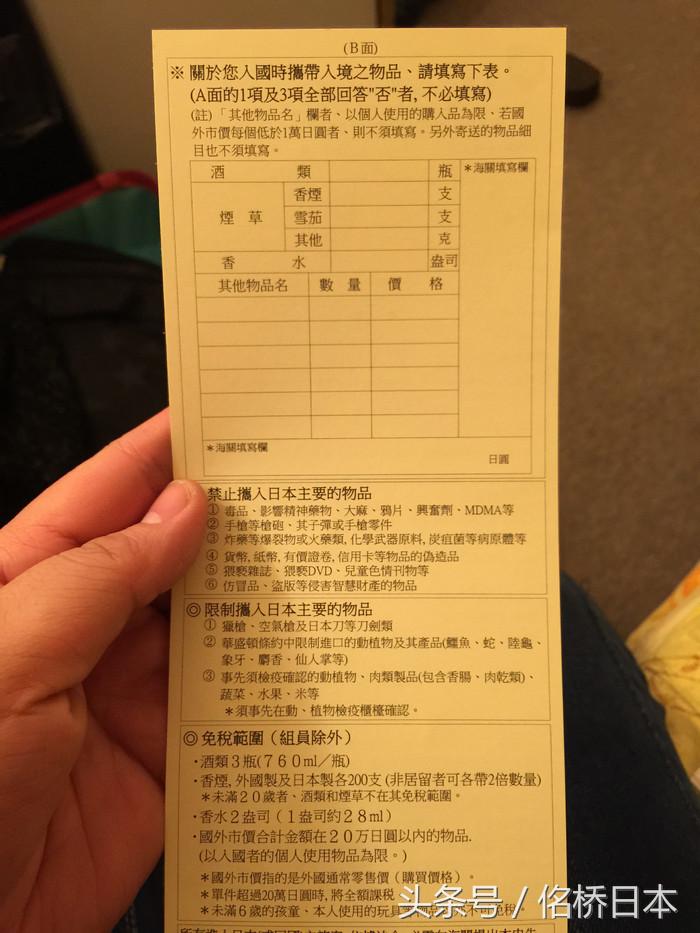 (B面)
※ 關於您入國時攜帶入境之物品、請填寫下表。
(A面的1項及3項全部回答"否"者, 不必填寫)
(註)「其他物品名」欄者、以個人使用的購入品為限、若國
外市價每個低於1萬日圓者、則不須填寫。另外寄送的物品細
目也不須填寫。
酒 類 瓶 *海關填寫欄
煙草 香煙 支
雪茄 支
其他 克
香 水 盎司
其他物品名 數 量 價 格
*海關填寫欄
日圓
禁止攜入日本主要的物品
① 毒品、影響精神藥物、大麻、鴉片、興奮劑、MDMA等
② 手槍等槍砲、其子彈或手槍零件
③ 炸藥等爆裂物或火藥類, 化學武器原料, 炭疽菌等病原體等
④ 貨幣, 紙幣, 有價證卷, 信用卡等物品的偽造品
⑤ 猥褻雜誌、猥褻DVD、兒童色情刊物等
⑥ 仿冒品、盜版等侵害智慧財產的物品
◎ 限制攜入日本主要的物品
① 獵槍、空氣槍及日本刀等刀劍類
② 華盛頓條約中限制進口的動植物及其產品(鱷魚、蛇、陸龜、
象牙、麝香、仙人掌等)
③ 事先須檢疫確認的動植物、肉類製品(包含香腸、肉乾類)、
蔬菜、水果、米等
*須事先在動、植物檢疫櫃檯確認。
◎ 免稅範圍（組員除外）
・酒類３瓶(７６０ml／瓶)
・香煙, 外國製及日本製各200支 (非居留者可各帶2倍數量)
*未滿２０歲者、酒類和煙草不在其免稅範圍。
・香水２盎司（１盎司約２８ml）
・國外市價合計金額在２０万日圓以內的物品.
(以入國者的個人使用物品為限。)
*國外市價指的是外國通常零售價（購買價格）。
*單件超過20萬日圓時, 將全額課稅
*未滿６歲的孩童、本人使用的玩具
头条号 / 佲桥日本